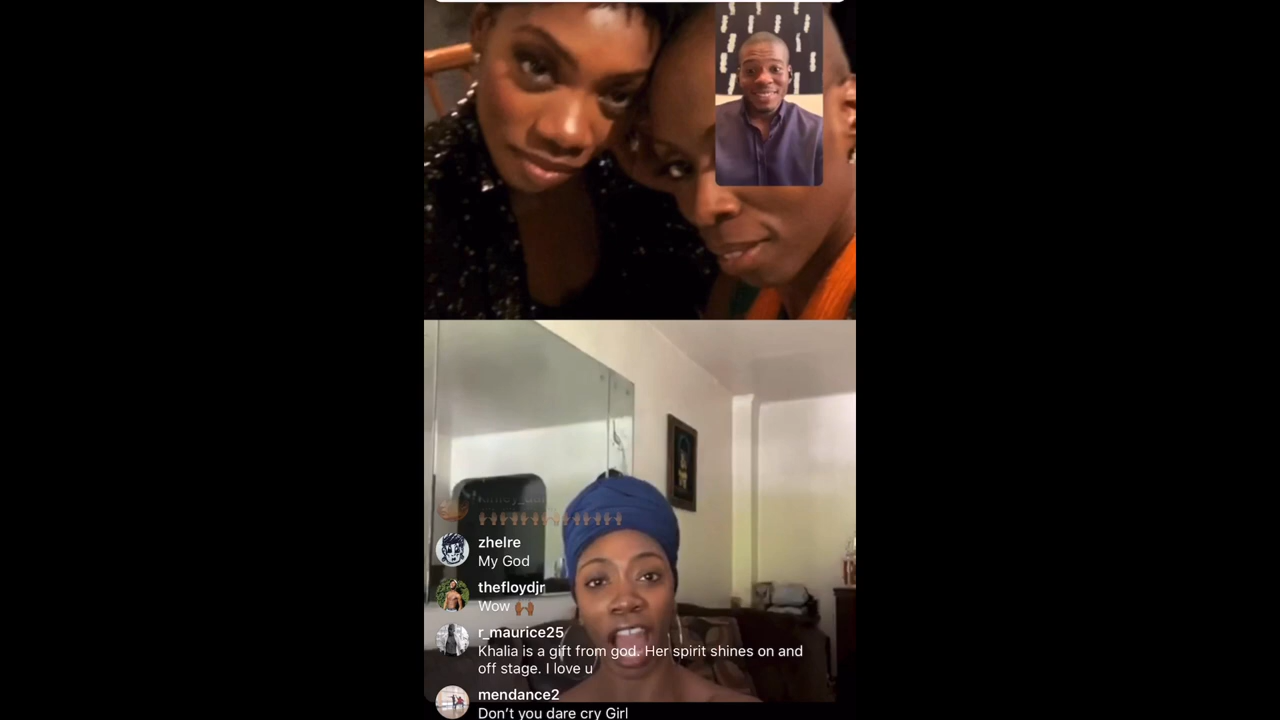 🙌🏾🙌🏾🙌🏾🙌🏾🙌🏾🙌🏾🙌🏾
zhelre
My God
thefloydjr
Wow 🙌🏾
r_maurice25
Khalia is a gift from god. Her spirit shines on and
off stage. I love u
mendance2
Don’t you dare cry Girl